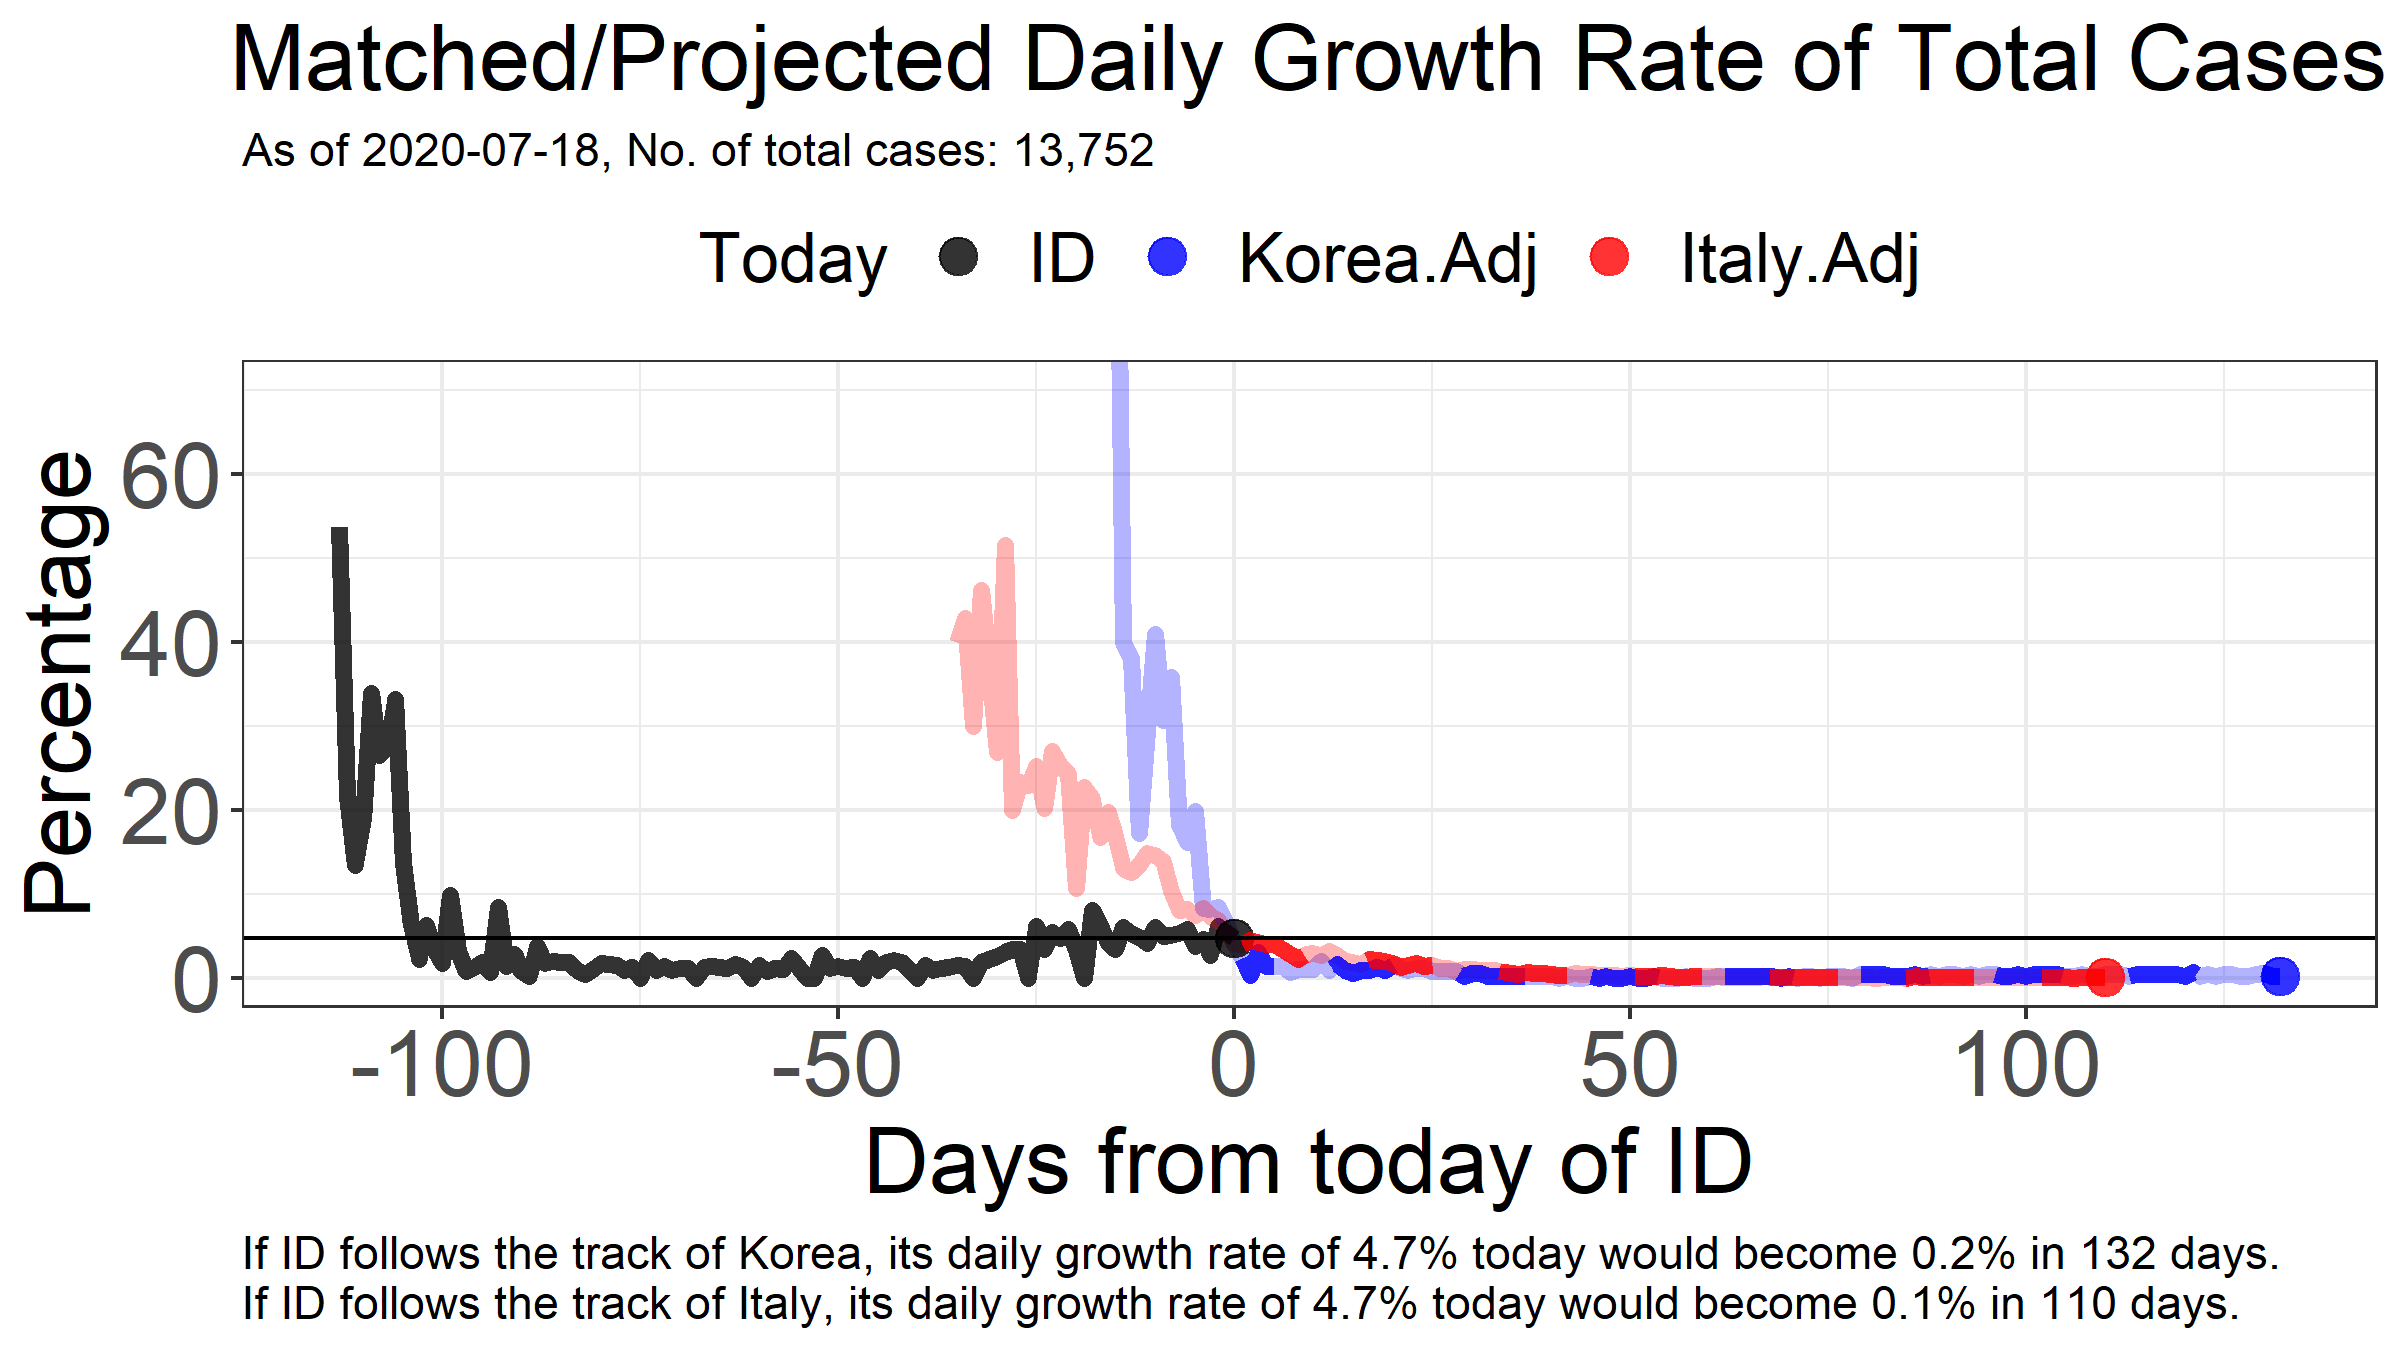 Matched/Projected Daily Growth Rate of Total Cases
As of 2020-07-18, No. of total cases: 13,752
Today ID Korea.Adj Italy.Adj
Percentage
60
40
20
0
-100 -50 0 50 100
Days from today of ID
If ID follows the track of Korea, its daily growth rate of 4.7% today would become 0.2% in 132 days.
If ID follows the track of Italy, its daily growth rate of 4.7% today would become 0.1% in 110 days.